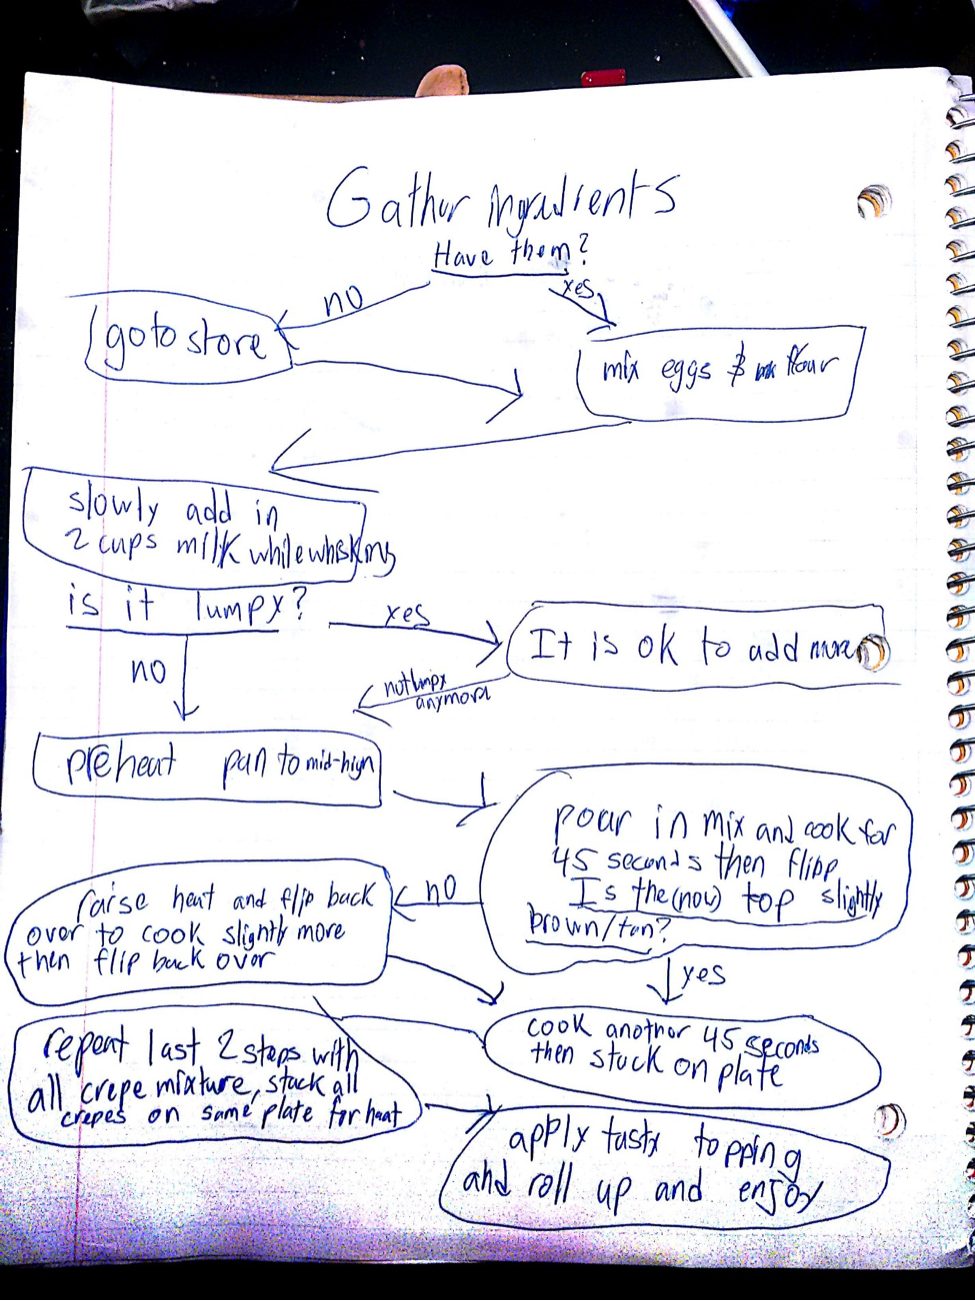 Gather ingredients
Have them?
no
yes
go to store
mix eggs & flour
slowly add in
2 cups milk while whisking
is it lumpy?
yes
It is ok to add more
no
not lumpy
anymore
preheat pan to mid-high
pour in mix and cook for
45 seconds then flipp
Is the (now) top slightly
brown/tan?
no
raise heat and flip back
over to cook slightly more
then flip back over
yes
cook another 45 seconds
then stack on plate
repeat last 2 steps with
all crepe mixture, stack all
crepes on same plate for heat
apply tasty topping
and roll up and enjoy